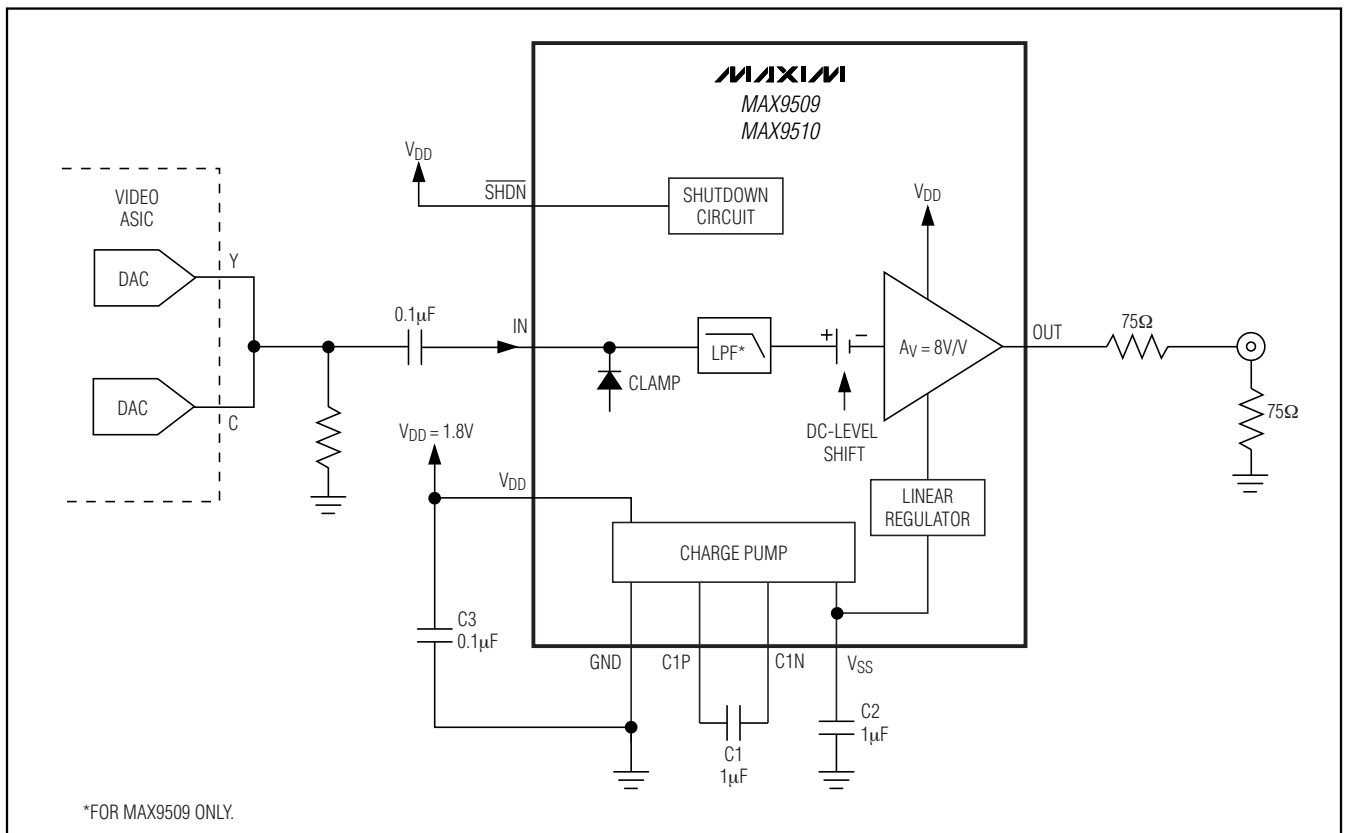 MAXIM
MAX9509
MAX9510
VDD
SHDN
SHUTDOWN
CIRCUIT
VIDEO
ASIC
DAC
Y
DAC
C
0.1µF
IN
CLAMP
LPF*
+ −
DC-LEVEL
SHIFT
VDD
AV = 8V/V
OUT
75Ω
75Ω
LINEAR
REGULATOR
VDD = 1.8V
VDD
CHARGE PUMP
C3
0.1µF
GND
C1P
C1N
VSS
C1
1µF
C2
1µF
*FOR MAX9509 ONLY.